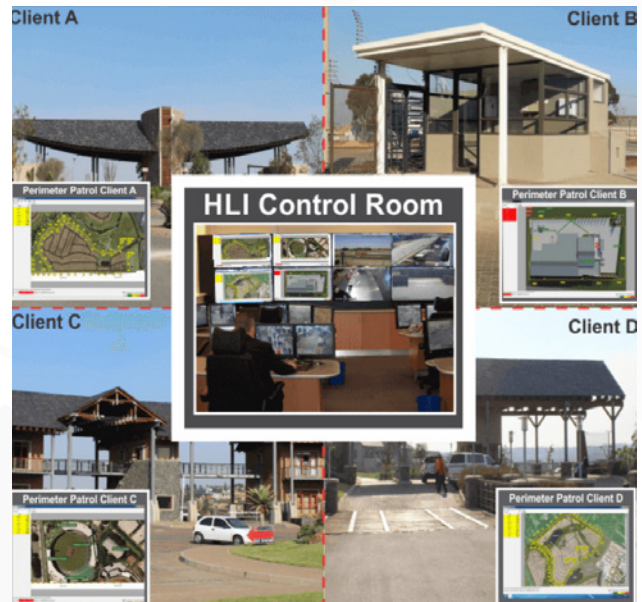 Client A
Client B
Perimeter Patrol Client A
HLI Control Room
Perimeter Patrol Client B
Client C
Client D
Perimeter Patrol Client C
Perimeter Patrol Client D